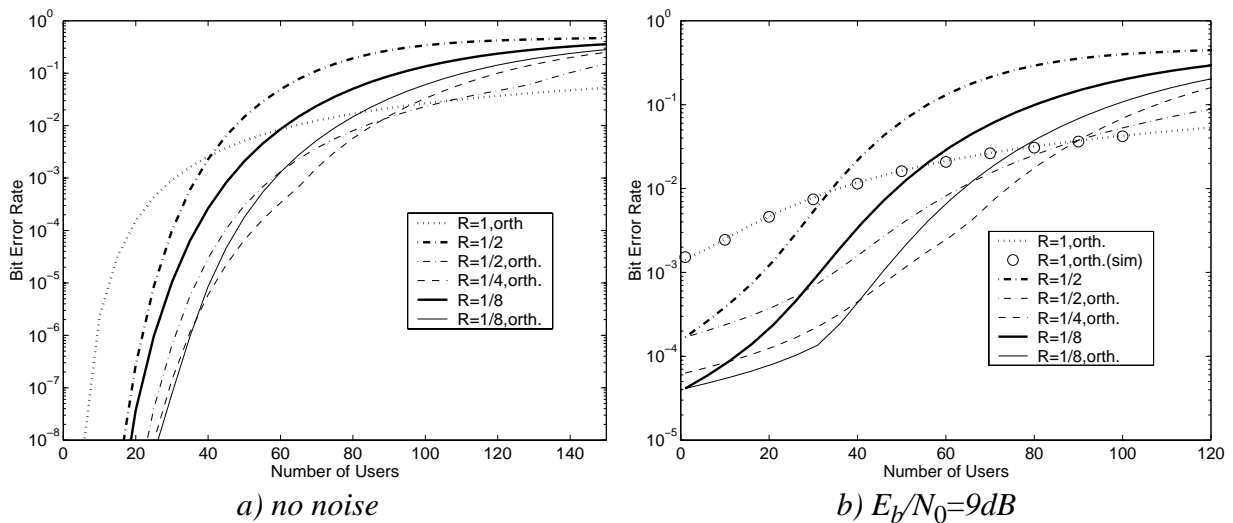 10^0
10^-1
10^-2
10^-3
10^-4
10^-5
10^-6
10^-7
10^-8
Bit Error Rate
0 20 40 60 80 100 120 140
Number of Users
R=1,orth
R=1/2
R=1/2,orth.
R=1/4,orth.
R=1/8
R=1/8,orth.
a) no noise
10^0
10^-1
10^-2
10^-3
10^-4
10^-5
Bit Error Rate
0 20 40 60 80 100 120
Number of Users
R=1,orth.
R=1,orth.(sim)
R=1/2
R=1/2,orth.
R=1/4,orth.
R=1/8
R=1/8,orth.
b) E_b/N_0=9dB